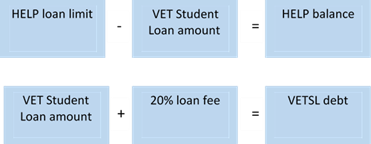 HELP loan limit - VET Student Loan amount = HELP balance
VET Student Loan amount + 20% loan fee = VETSL debt